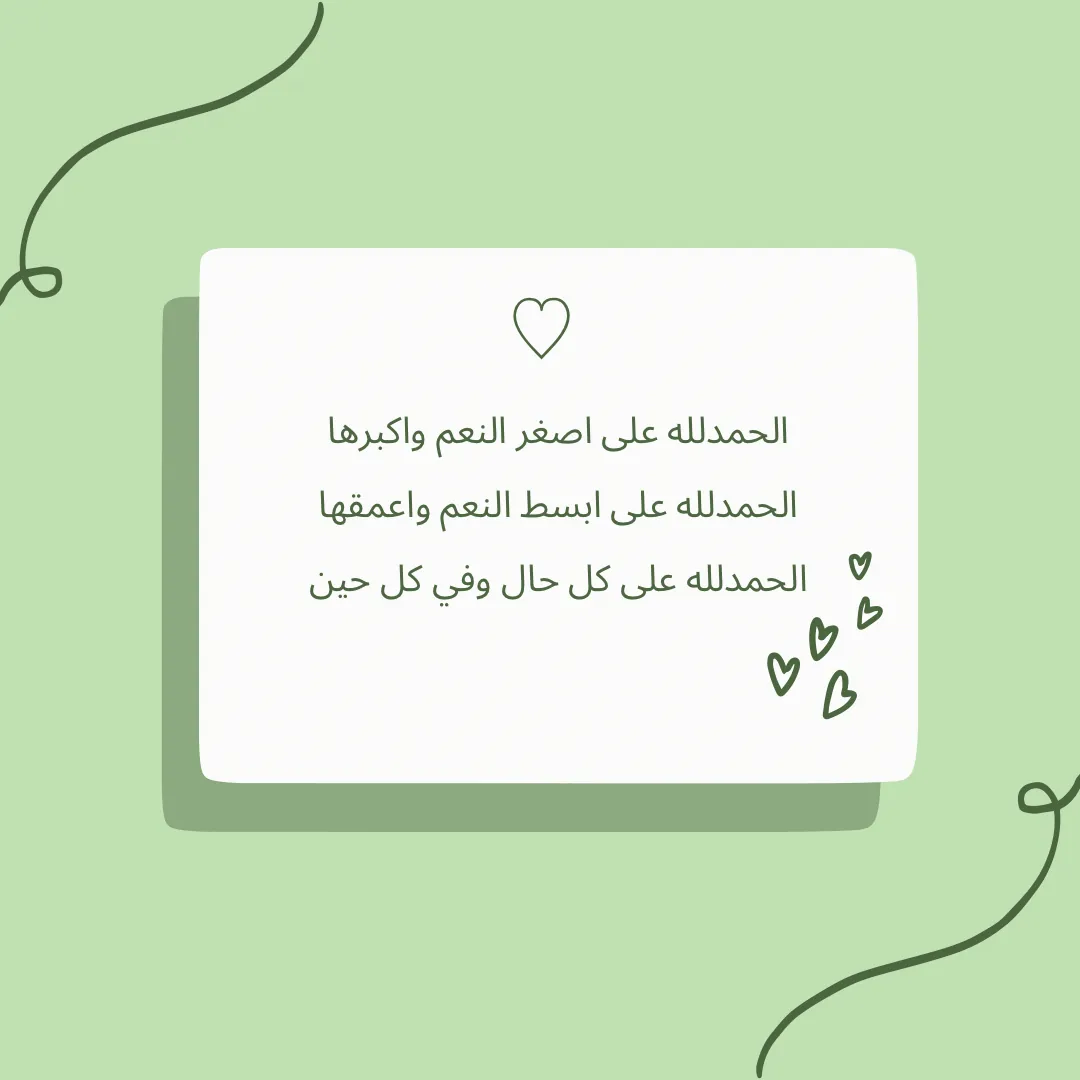 الحمدلله على اصغر النعم واكبرها
الحمدلله على ابسط النعم واعمقها
الحمدلله على كل حال وفي كل حين